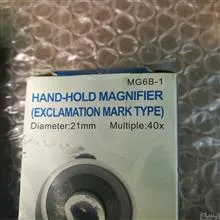 MG6B-1
HAND-HOLD MAGNIFIER
(EXCLAMATION MARK TYPE)
Diameter:21mm Multiple:40x